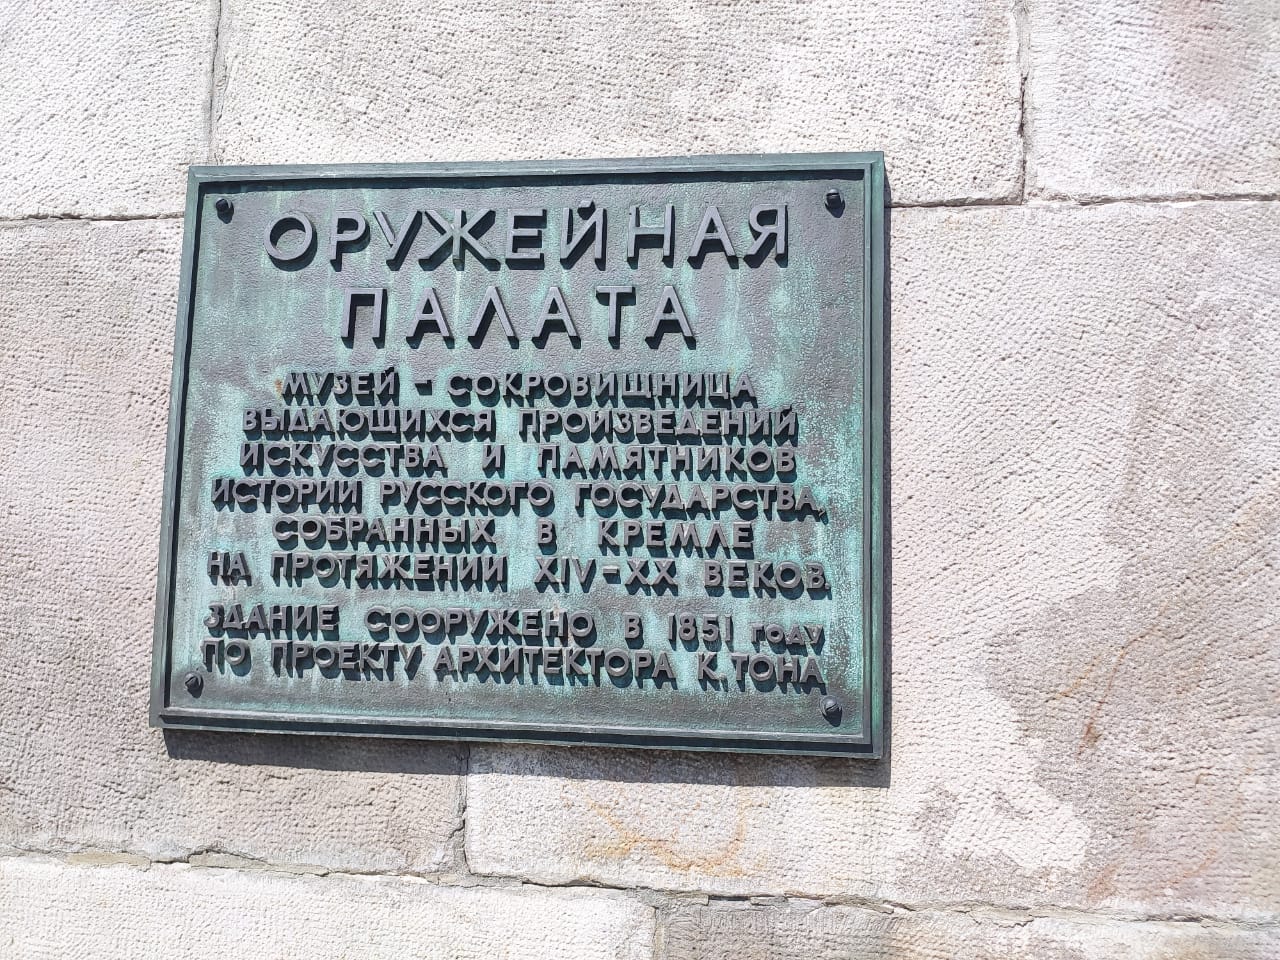 ОРУЖЕЙНАЯ
ПАЛАТА
МУЗЕЙ - СОКРОВИЩНИЦА
ВЫДАЮЩИХСЯ ПРОИЗВЕДЕНИЙ
ИСКУССТВА И ПАМЯТНИКОВ
ИСТОРИИ РУССКОГО ГОСУДАРСТВА,
СОБРАННЫХ В КРЕМЛЕ
НА ПРОТЯЖЕНИИ XIV-XX ВЕКОВ.
ЗДАНИЕ СООРУЖЕНО В 1851 ГОДУ
ПО ПРОЕКТУ АРХИТЕКТОРА К.ТОНА